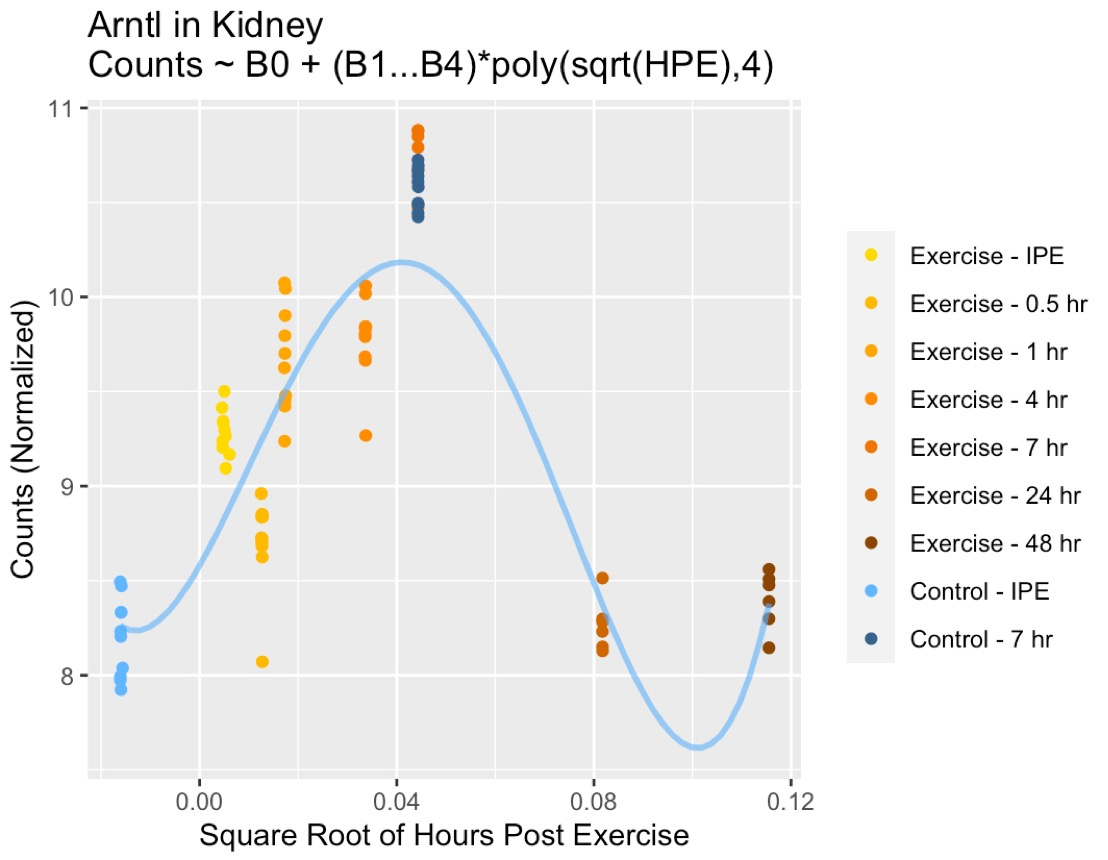 Arntl in Kidney
Counts ~ B0 + (B1...B4)*poly(sqrt(HPE),4)
11
10
9
8
Counts (Normalized)
0.00
0.04
0.08
0.12
Square Root of Hours Post Exercise
Exercise - IPE
Exercise - 0.5 hr
Exercise - 1 hr
Exercise - 4 hr
Exercise - 7 hr
Exercise - 24 hr
Exercise - 48 hr
Control - IPE
Control - 7 hr